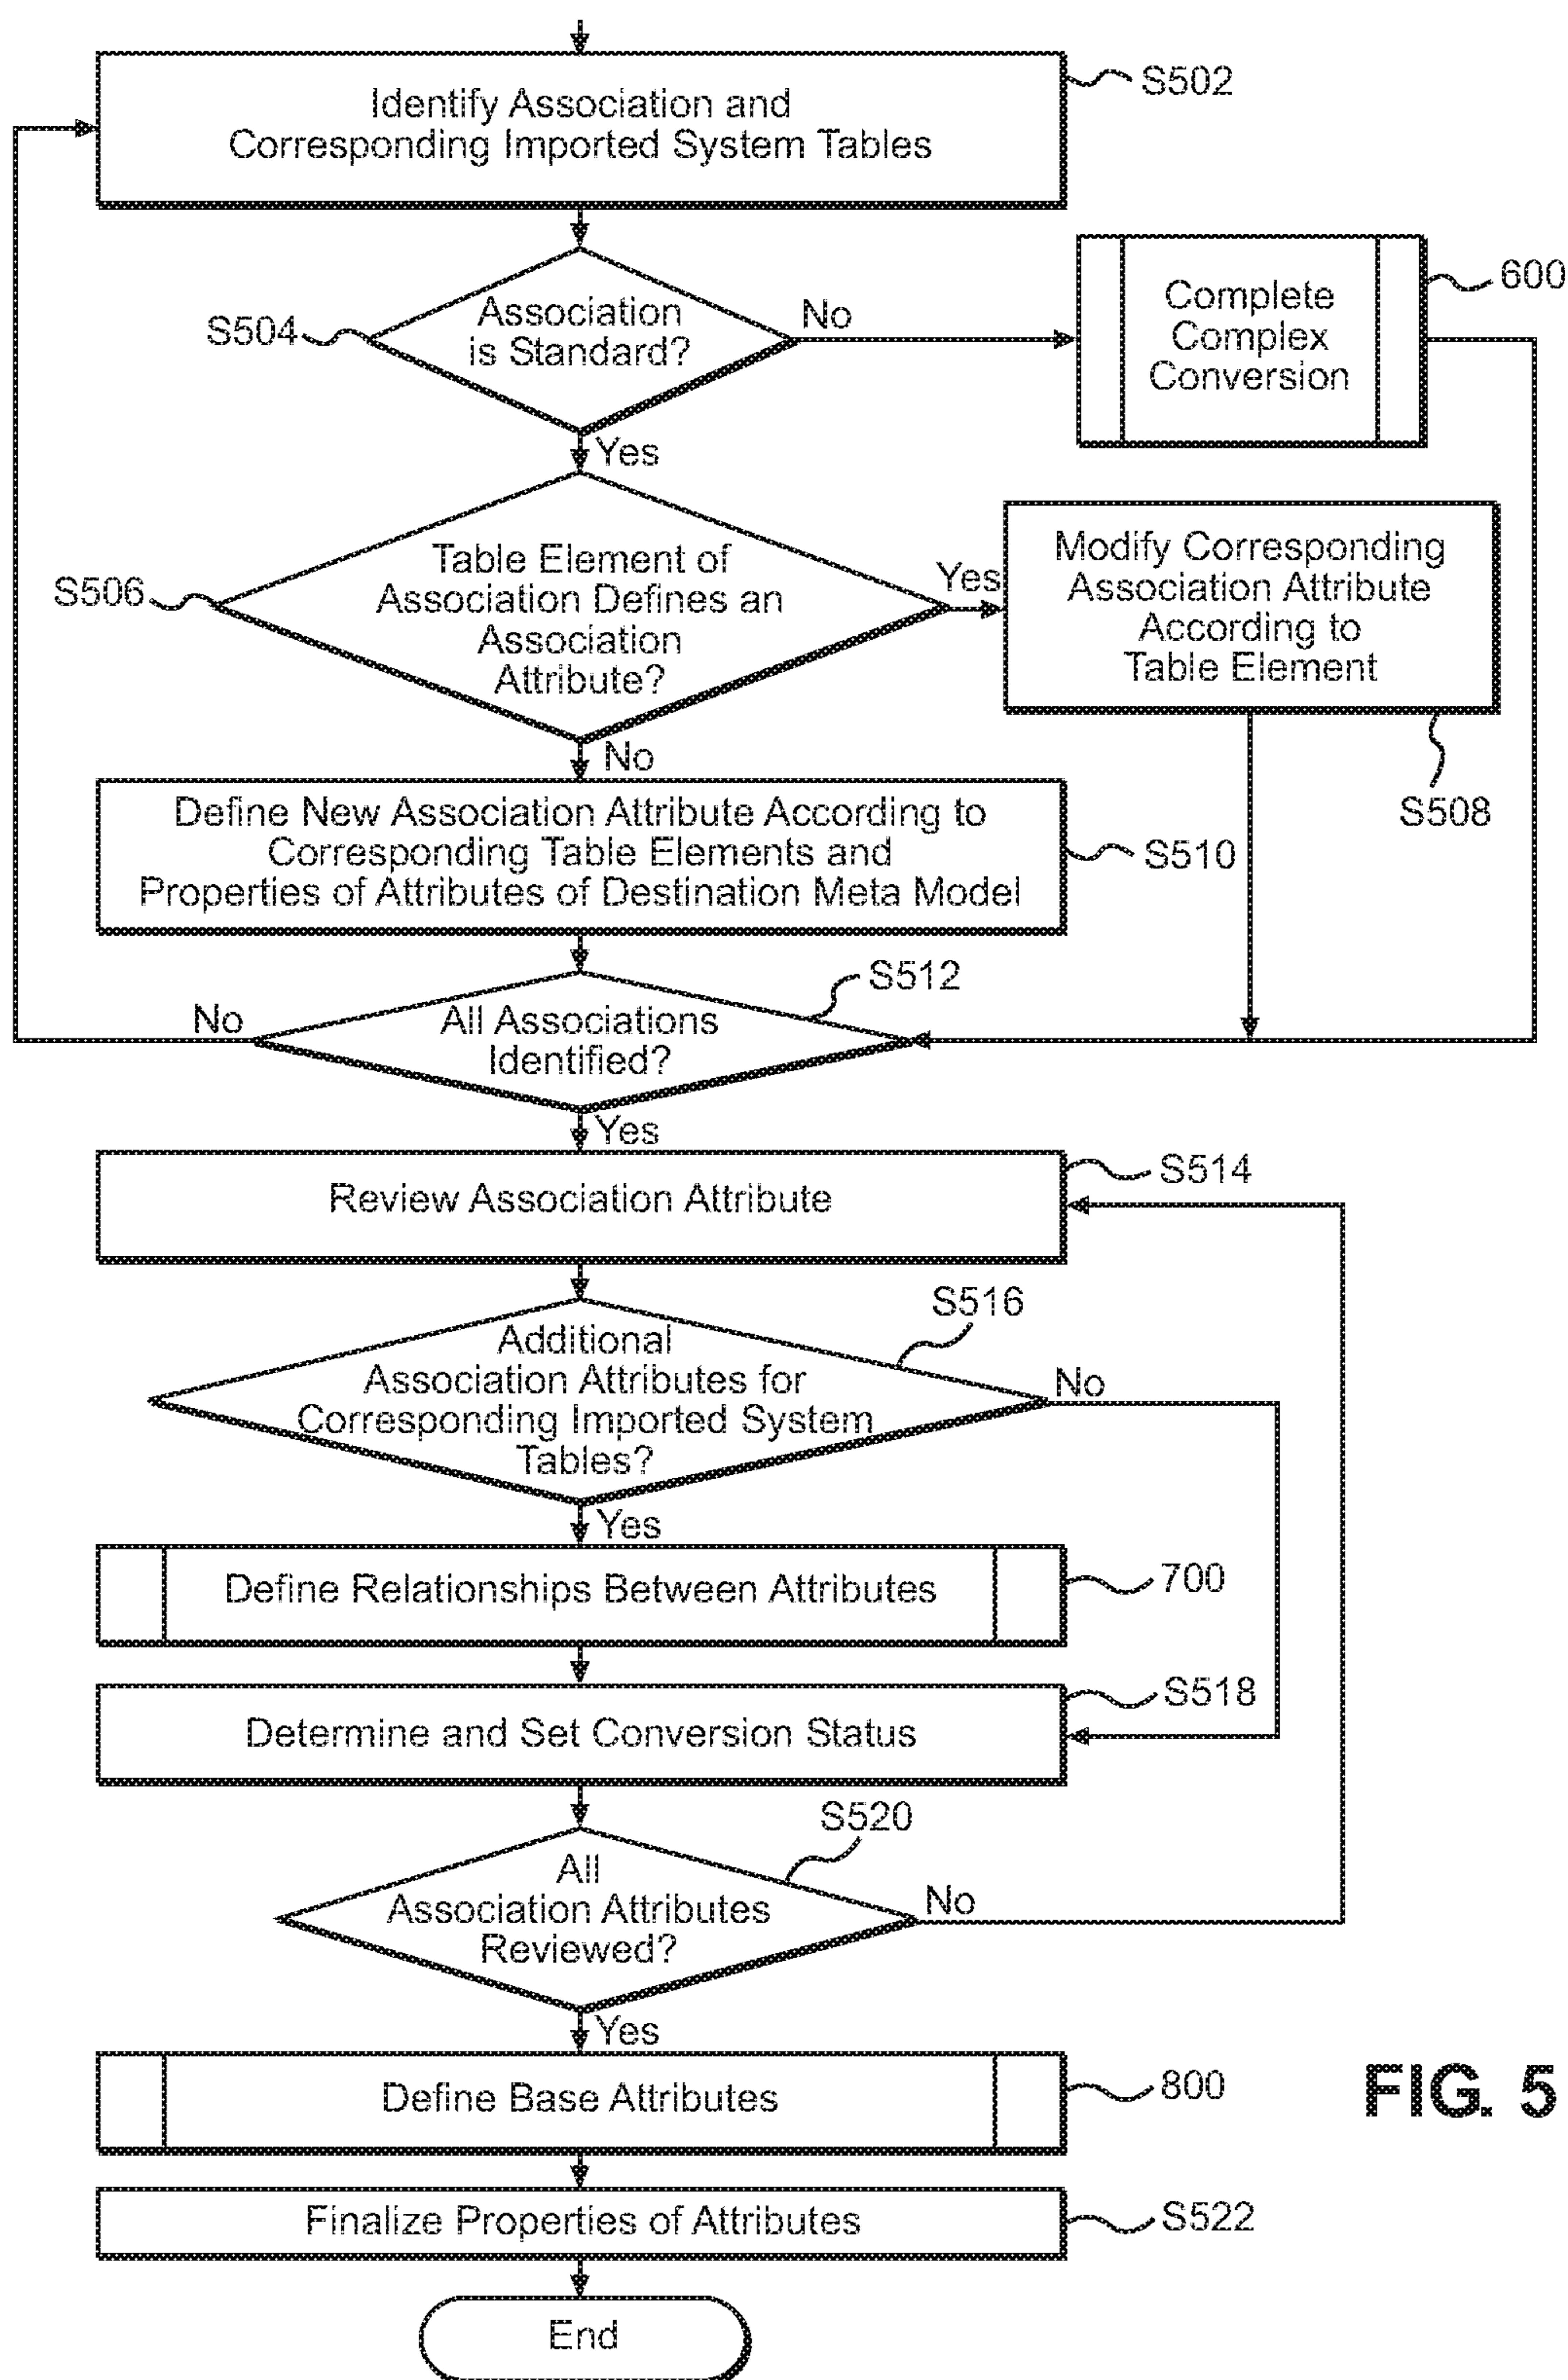 Identify Association and
Corresponding Imported System Tables
S502
Association
is Standard?
S504
No
Yes
Complete
Complex
Conversion
600
Table Element of
Association Defines an
Association
Attribute?
S506
Yes
No
Modify Corresponding
Association Attribute
According to
Table Element
S508
Define New Association Attribute According to
Corresponding Table Elements and
Properties of Attributes of Destination Meta Model
S510
All Associations
Identified?
S512
No
Yes
Review Association Attribute
S514
Additional
Association Attributes for
Corresponding Imported System
Tables?
S516
No
Yes
Define Relationships Between Attributes
700
Determine and Set Conversion Status
S518
All
Association Attributes
Reviewed?
S520
No
Yes
Define Base Attributes
800
FIG. 5
Finalize Properties of Attributes
S522
End